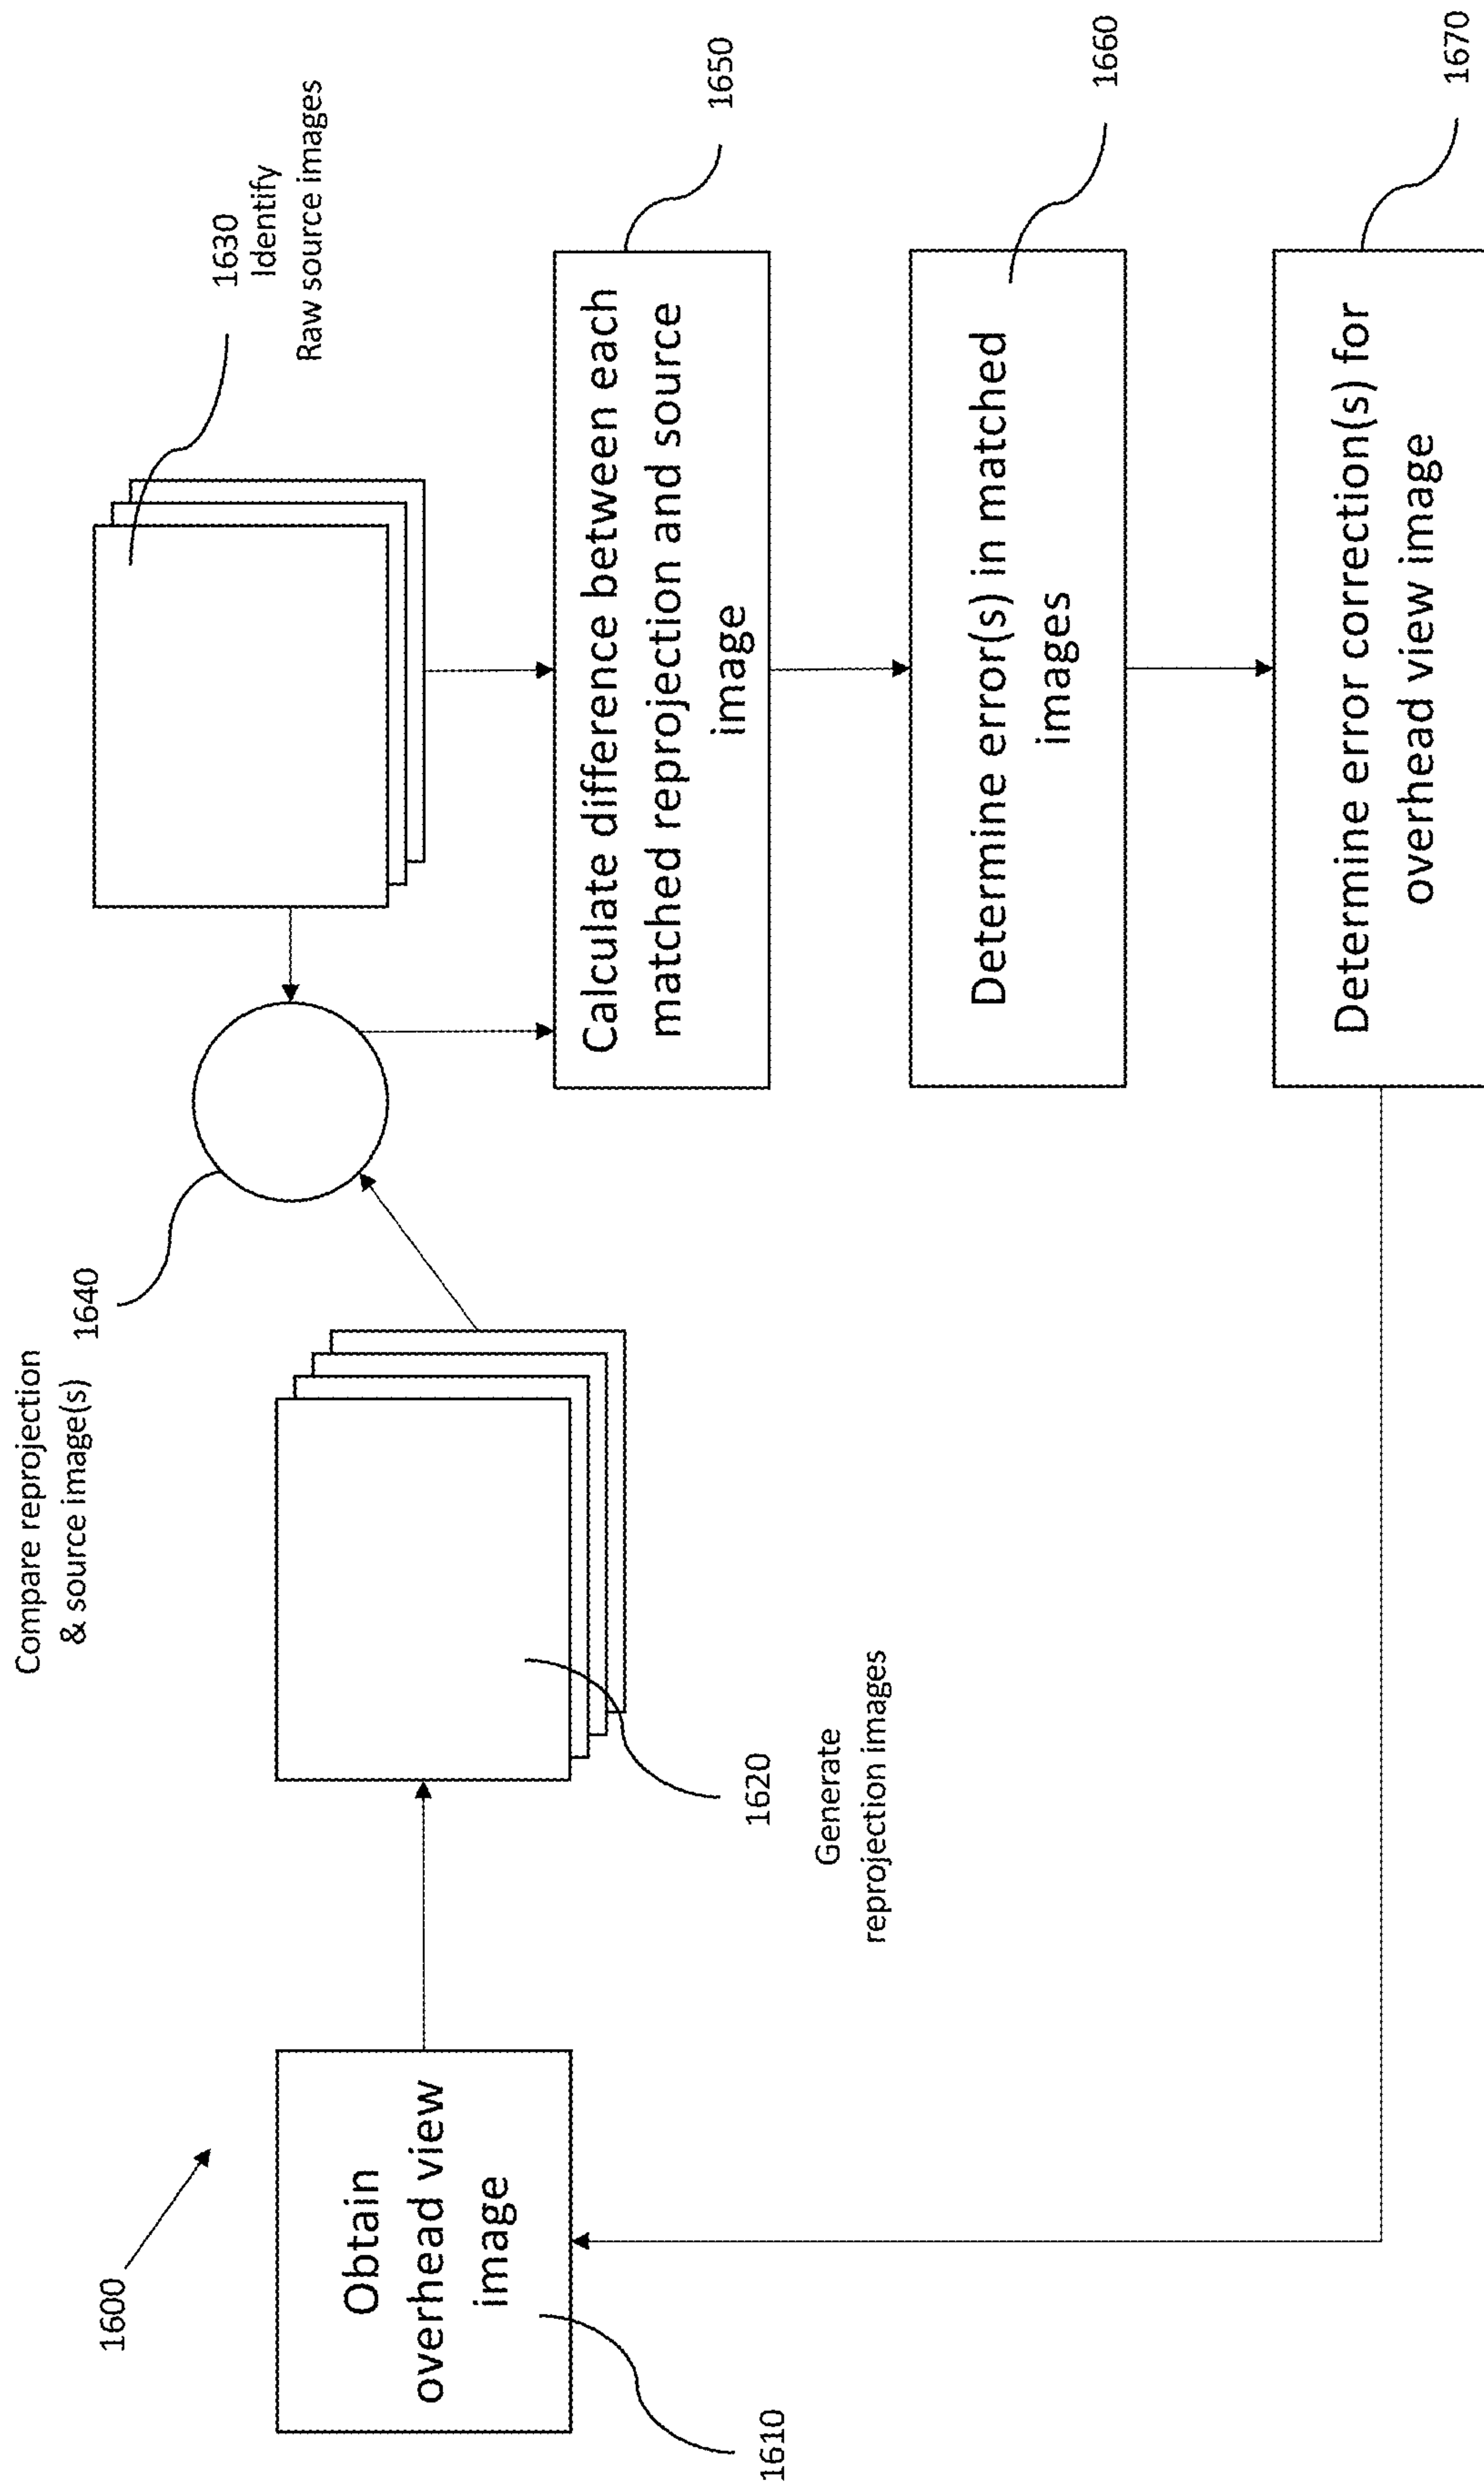 1600
Obtain
overhead view
image
1610
1620
Generate
reprojection images
Compare reprojection
& source image(s)
1640
1630
Identify
Raw source images
Calculate difference between each
matched reprojection and source
image
1650
Determine error(s) in matched
images
1660
Determine error correction(s) for
overhead view image
1670